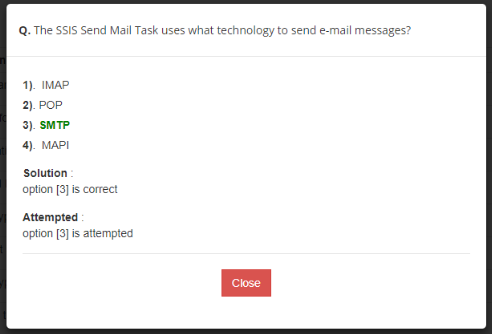 Q. The SSIS Send Mail Task uses what technology to send e-mail messages?
1). IMAP
2). POP
3). SMTP
4). MAPI
Solution :
option [3] is correct
Attempted :
option [3] is attempted
Close